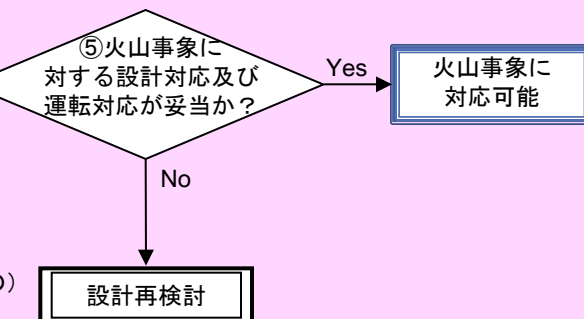 ⑤火山事象に
対する設計対応及び
運転対応が妥当か？
Yes
火山事象に
対応可能
No
設計再検討
）